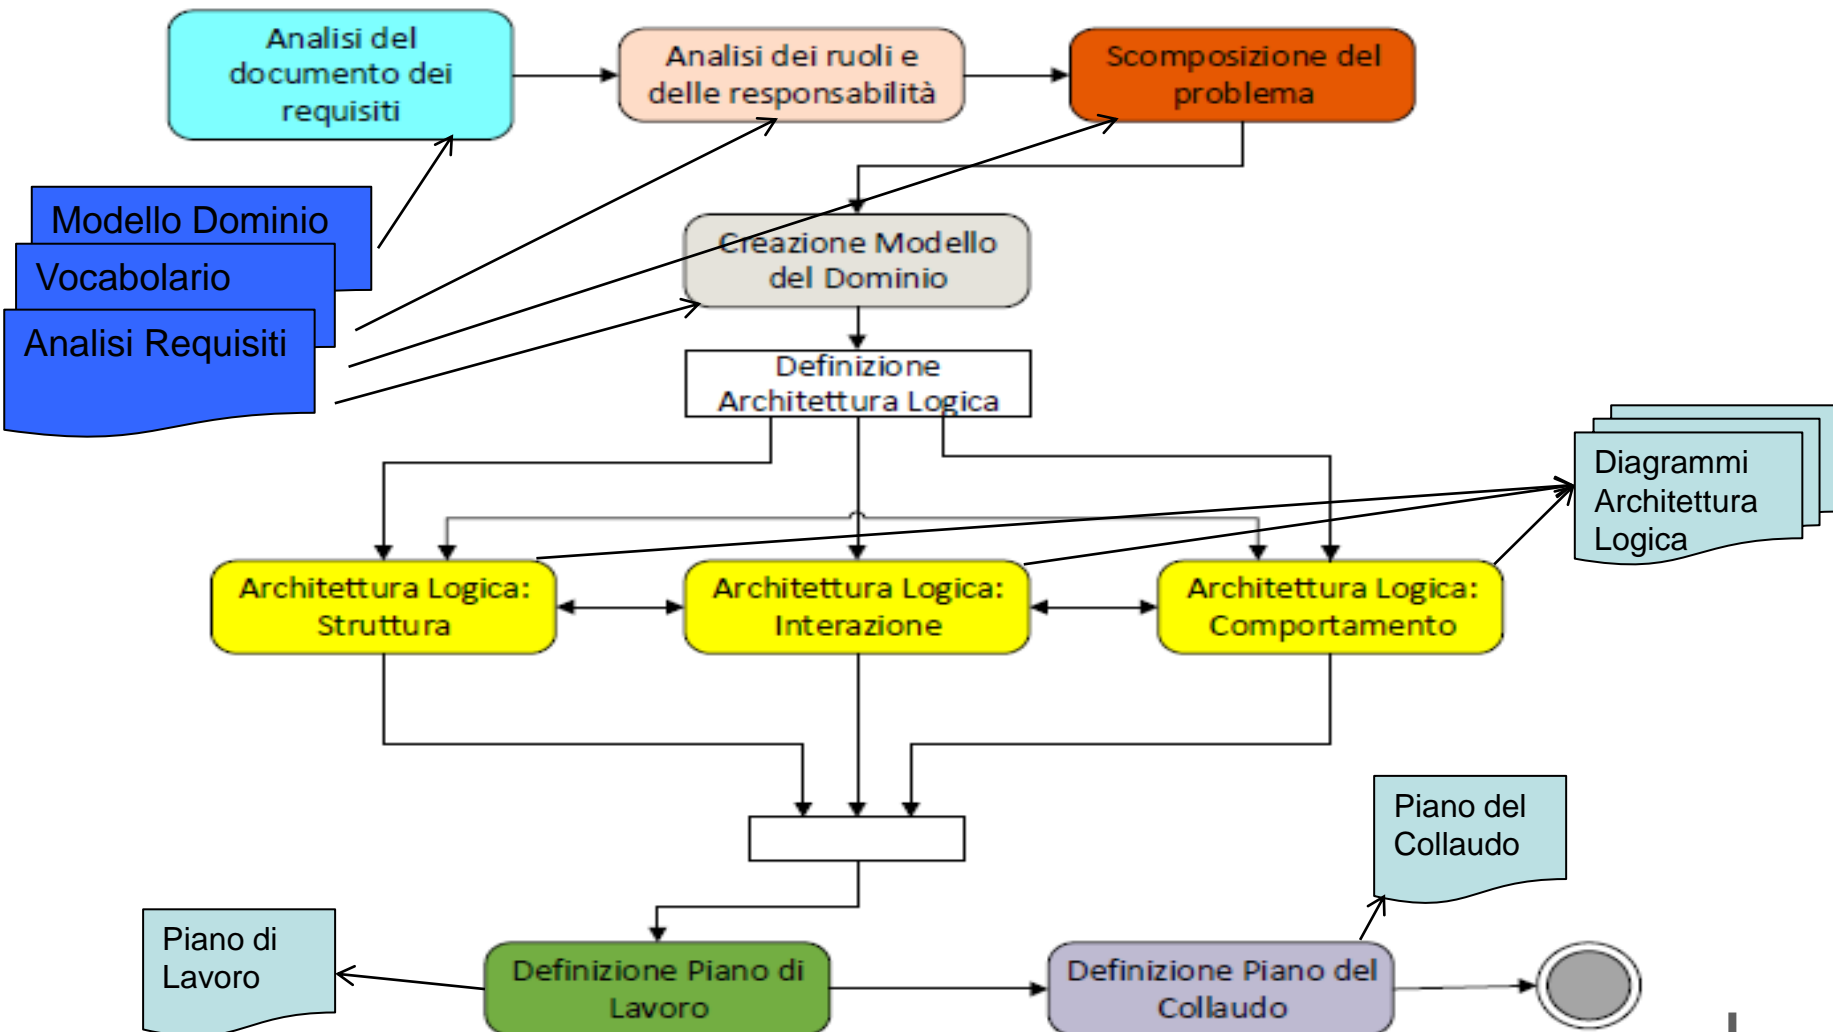 Analisi del
documento dei
requisiti
Analisi dei ruoli e
delle responsabilità
Scomposizione del
problema
Modello Dominio
Vocabolario
Analisi Requisiti
Creazione Modello
del Dominio
Definizione
Architettura Logica
Diagrammi
Architettura
Logica
Architettura Logica:
Struttura
Architettura Logica:
Interazione
Architettura Logica:
Comportamento
Piano del
Collaudo
Piano di
Lavoro
Definizione Piano di
Lavoro
Definizione Piano del
Collaudo